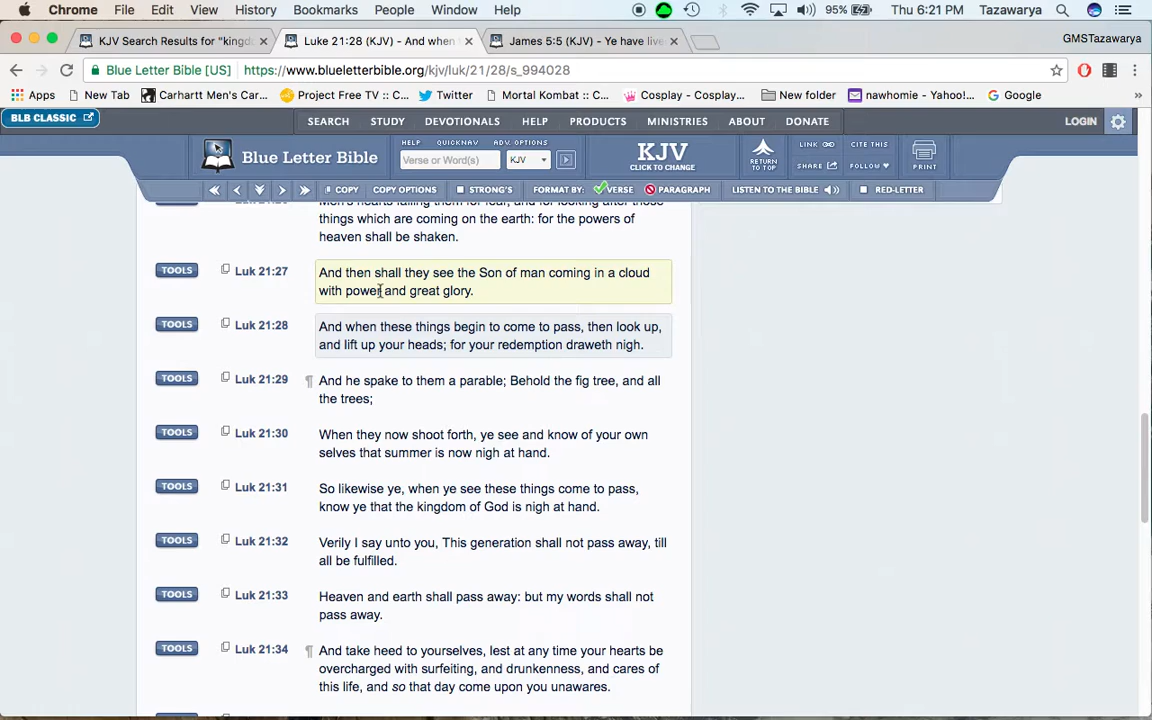 Chrome File Edit View History Bookmarks People Window Help 95% Thu 6:21 PM Tazawarya
KJV Search Results for "kingd Luke 21:28 (KJV) - And when James 5:5 (KJV) - Ye have live GMSTazawarya
Blue Letter Bible [US] https://www.blueletterbible.org/kjv/luk/21/28/s_994028
Apps New Tab Carhartt Men's Car... Project Free TV :: C... Twitter Mortal Kombat :: C... Cosplay - Cosplay... New folder nawhomie - Yahoo!... Google »
BLB CLASSIC SEARCH STUDY DEVOTIONALS HELP PRODUCTS MINISTRIES ABOUT DONATE LOGIN
HELP QUICKNAV ADV. OPTIONS
Blue Letter Bible Verse or Word(s) KJV KJV CLICK TO CHANGE RETURN TO TOP LINK CITE THIS SHARE FOLLOW PRINT
COPY COPY OPTIONS STRONG'S FORMAT BY: VERSE PARAGRAPH LISTEN TO THE BIBLE RED-LETTER
Men's hearts failing them for fear, and for looking after those
things which are coming on the earth: for the powers of
heaven shall be shaken.
TOOLS Luk 21:27 And then shall they see the Son of man coming in a cloud
with power and great glory.
TOOLS Luk 21:28 And when these things begin to come to pass, then look up,
and lift up your heads; for your redemption draweth nigh.
TOOLS Luk 21:29 ¶ And he spake to them a parable; Behold the fig tree, and all
the trees;
TOOLS Luk 21:30 When they now shoot forth, ye see and know of your own
selves that summer is now nigh at hand.
TOOLS Luk 21:31 So likewise ye, when ye see these things come to pass,
know ye that the kingdom of God is nigh at hand.
TOOLS Luk 21:32 Verily I say unto you, This generation shall not pass away, till
all be fulfilled.
TOOLS Luk 21:33 Heaven and earth shall pass away: but my words shall not
pass away.
TOOLS Luk 21:34 ¶ And take heed to yourselves, lest at any time your hearts be
overcharged with surfeiting, and drunkenness, and cares of
this life, and so that day come upon you unawares.